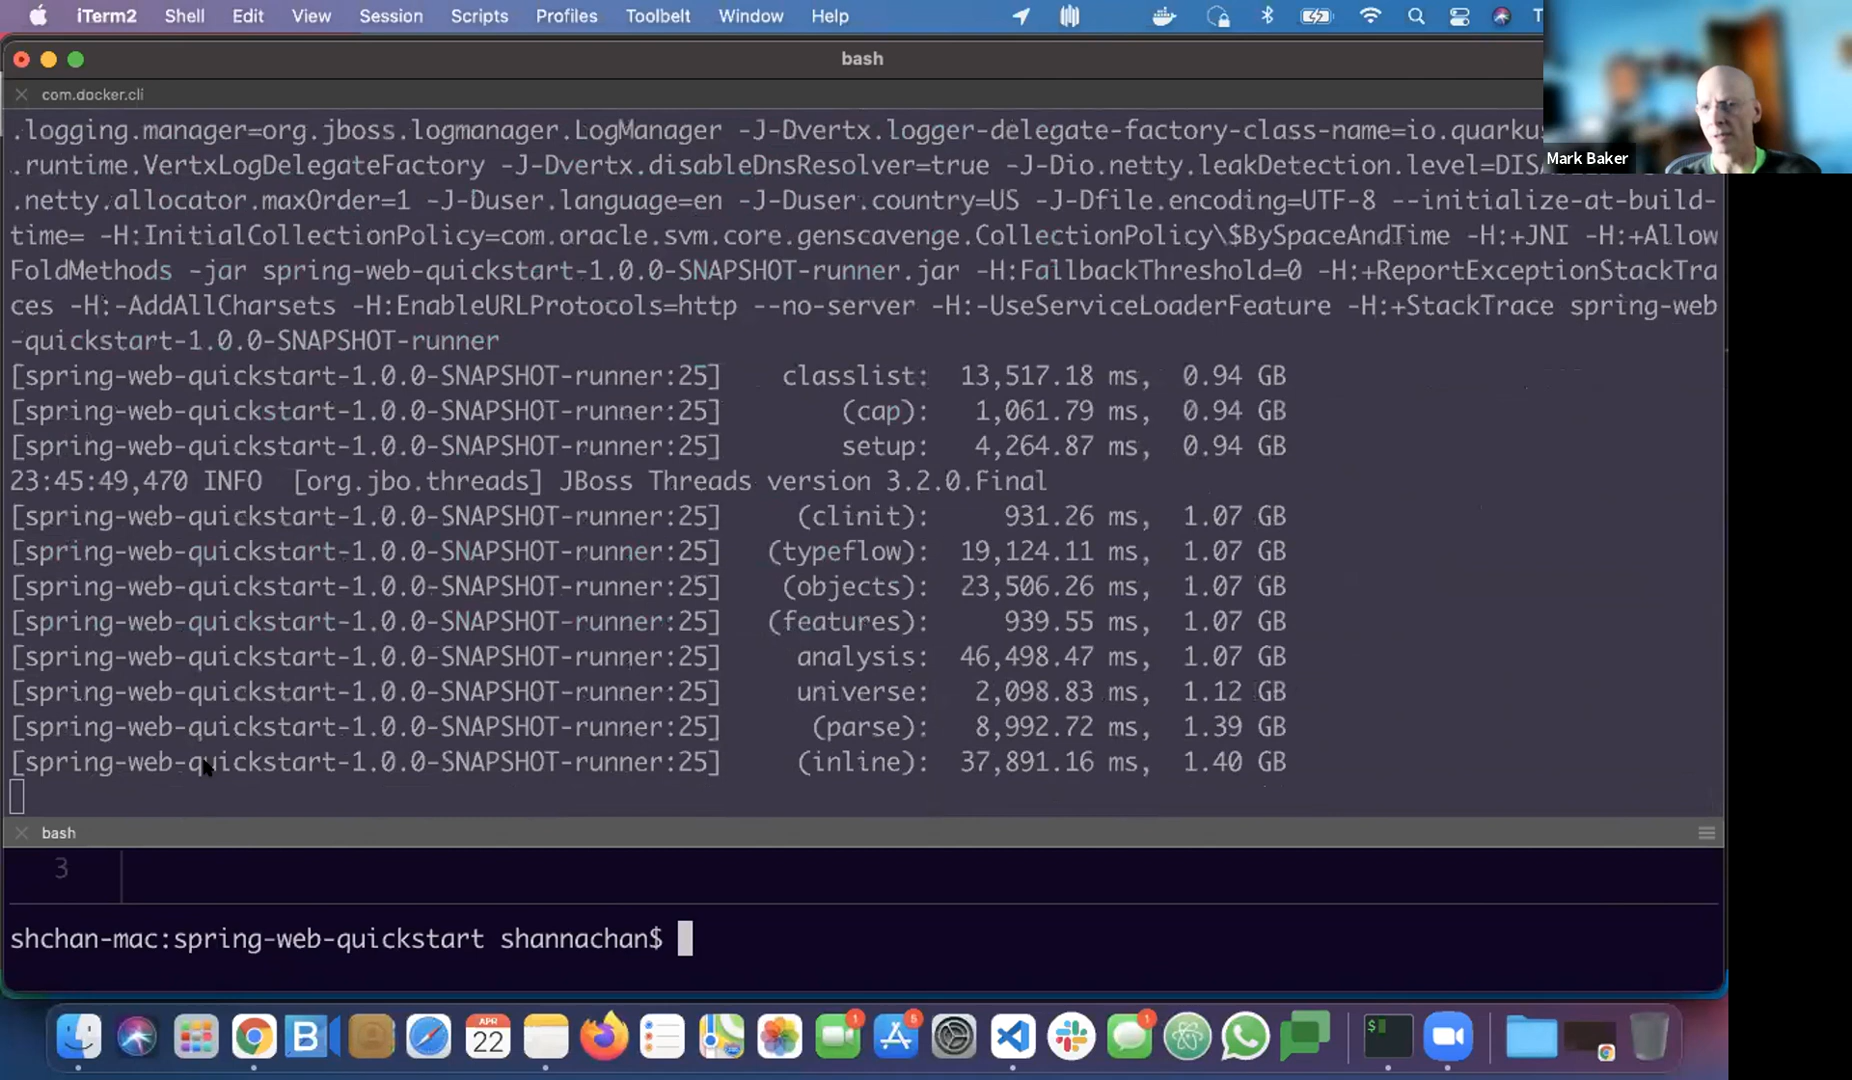 iTerm2 Shell Edit View Session Scripts Profiles Toolbelt Window Help
bash
com.docker.cli
Mark Baker
.logging.manager=org.jboss.logmanager.LogManager -J-Dvertx.logger-delegate-factory-class-name=io.quarkus
.runtime.VertxLogDelegateFactory -J-Dvertx.disableDnsResolver=true -J-Dio.netty.leakDetection.level=DISA
.netty.allocator.maxOrder=1 -J-Duser.language=en -J-Duser.country=US -J-Dfile.encoding=UTF-8 --initialize-at-build-
time= -H:InitialCollectionPolicy=com.oracle.svm.core.genscavenge.CollectionPolicy\$BySpaceAndTime -H:+JNI -H:+Allow
FoldMethods -jar spring-web-quickstart-1.0.0-SNAPSHOT-runner.jar -H:FallbackThreshold=0 -H:+ReportExceptionStackTra
ces -H:-AddAllCharsets -H:EnableURLProtocols=http --no-server -H:-UseServiceLoaderFeature -H:+StackTrace spring-web
-quickstart-1.0.0-SNAPSHOT-runner
[spring-web-quickstart-1.0.0-SNAPSHOT-runner:25] classlist: 13,517.18 ms, 0.94 GB
[spring-web-quickstart-1.0.0-SNAPSHOT-runner:25] (cap): 1,061.79 ms, 0.94 GB
[spring-web-quickstart-1.0.0-SNAPSHOT-runner:25] setup: 4,264.87 ms, 0.94 GB
23:45:49,470 INFO [org.jbo.threads] JBoss Threads version 3.2.0.Final
[spring-web-quickstart-1.0.0-SNAPSHOT-runner:25] (clinit): 931.26 ms, 1.07 GB
[spring-web-quickstart-1.0.0-SNAPSHOT-runner:25] (typeflow): 19,124.11 ms, 1.07 GB
[spring-web-quickstart-1.0.0-SNAPSHOT-runner:25] (objects): 23,506.26 ms, 1.07 GB
[spring-web-quickstart-1.0.0-SNAPSHOT-runner:25] (features): 939.55 ms, 1.07 GB
[spring-web-quickstart-1.0.0-SNAPSHOT-runner:25] analysis: 46,498.47 ms, 1.07 GB
[spring-web-quickstart-1.0.0-SNAPSHOT-runner:25] universe: 2,098.83 ms, 1.12 GB
[spring-web-quickstart-1.0.0-SNAPSHOT-runner:25] (parse): 8,992.72 ms, 1.39 GB
[spring-web-quickstart-1.0.0-SNAPSHOT-runner:25] (inline): 37,891.16 ms, 1.40 GB
bash
3
shchan-mac:spring-web-quickstart shannachan$
APR
22
1
5
1